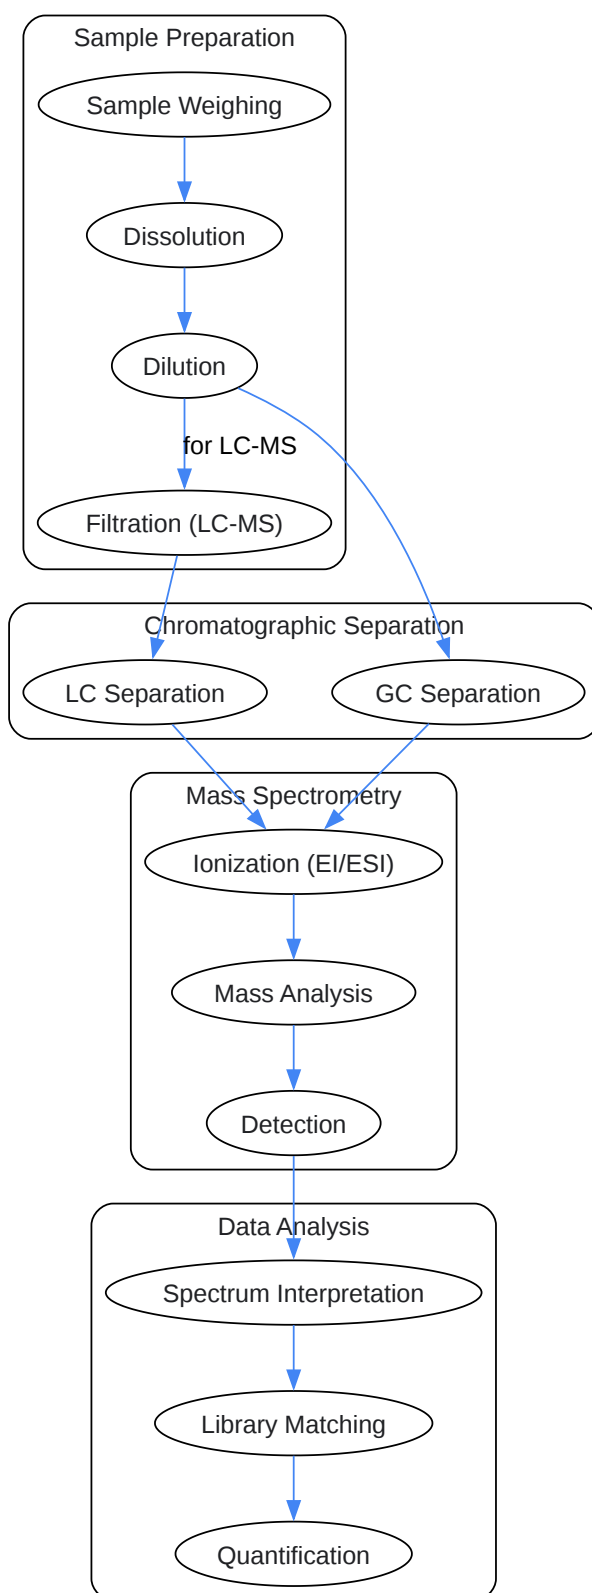 Sample Preparation
Sample Weighing
Dissolution
Dilution
for LC-MS
Filtration (LC-MS)
Chromatographic Separation
LC Separation
GC Separation
Mass Spectrometry
Ionization (EI/ESI)
Mass Analysis
Detection
Data Analysis
Spectrum Interpretation
Library Matching
Quantification